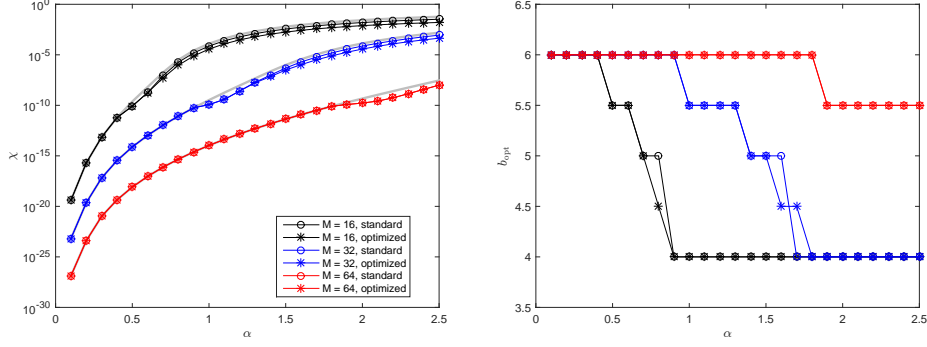 10^0
10^-5
10^-10
10^-15
10^-20
10^-25
10^-30
χ
0 0.5 1 1.5 2 2.5
α
M = 16, standard
M = 16, optimized
M = 32, standard
M = 32, optimized
M = 64, standard
M = 64, optimized
6.5
6
5.5
5
4.5
4
3.5
b_opt
0 0.5 1 1.5 2 2.5
α